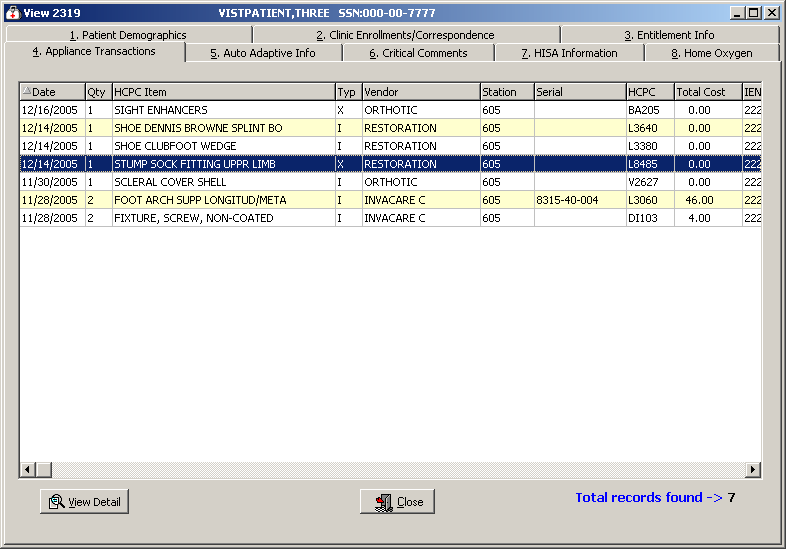 View 2319 VISTPATIENT,THREE SSN:000-00-7777
1. Patient Demographics 2. Clinic Enrollments/Correspondence 3. Entitlement Info
4. Appliance Transactions 5. Auto Adaptive Info 6. Critical Comments 7. HISA Information 8. Home Oxygen
Date Qty HCPC Item Typ Vendor Station Serial HCPC Total Cost IEN
12/16/2005 1 SIGHT ENHANCERS X ORTHOTIC 605 BA205 0.00 222
12/14/2005 1 SHOE DENNIS BROWNE SPLINT BO I RESTORATION 605 L3640 0.00 222
12/14/2005 1 SHOE CLUBFOOT WEDGE I RESTORATION 605 L3380 0.00 222
12/14/2005 1 STUMP SOCK FITTING UPPR LIMB X RESTORATION 605 L8485 0.00 222
11/30/2005 1 SCLERAL COVER SHELL I ORTHOTIC 605 V2627 0.00 222
11/28/2005 2 FOOT ARCH SUPP LONGITUD/META I INVACARE C 605 8315-40-004 L3060 46.00 222
11/28/2005 2 FIXTURE, SCREW, NON-COATED I INVACARE C 605 DI103 4.00 222
View Detail Close Total records found -> 7